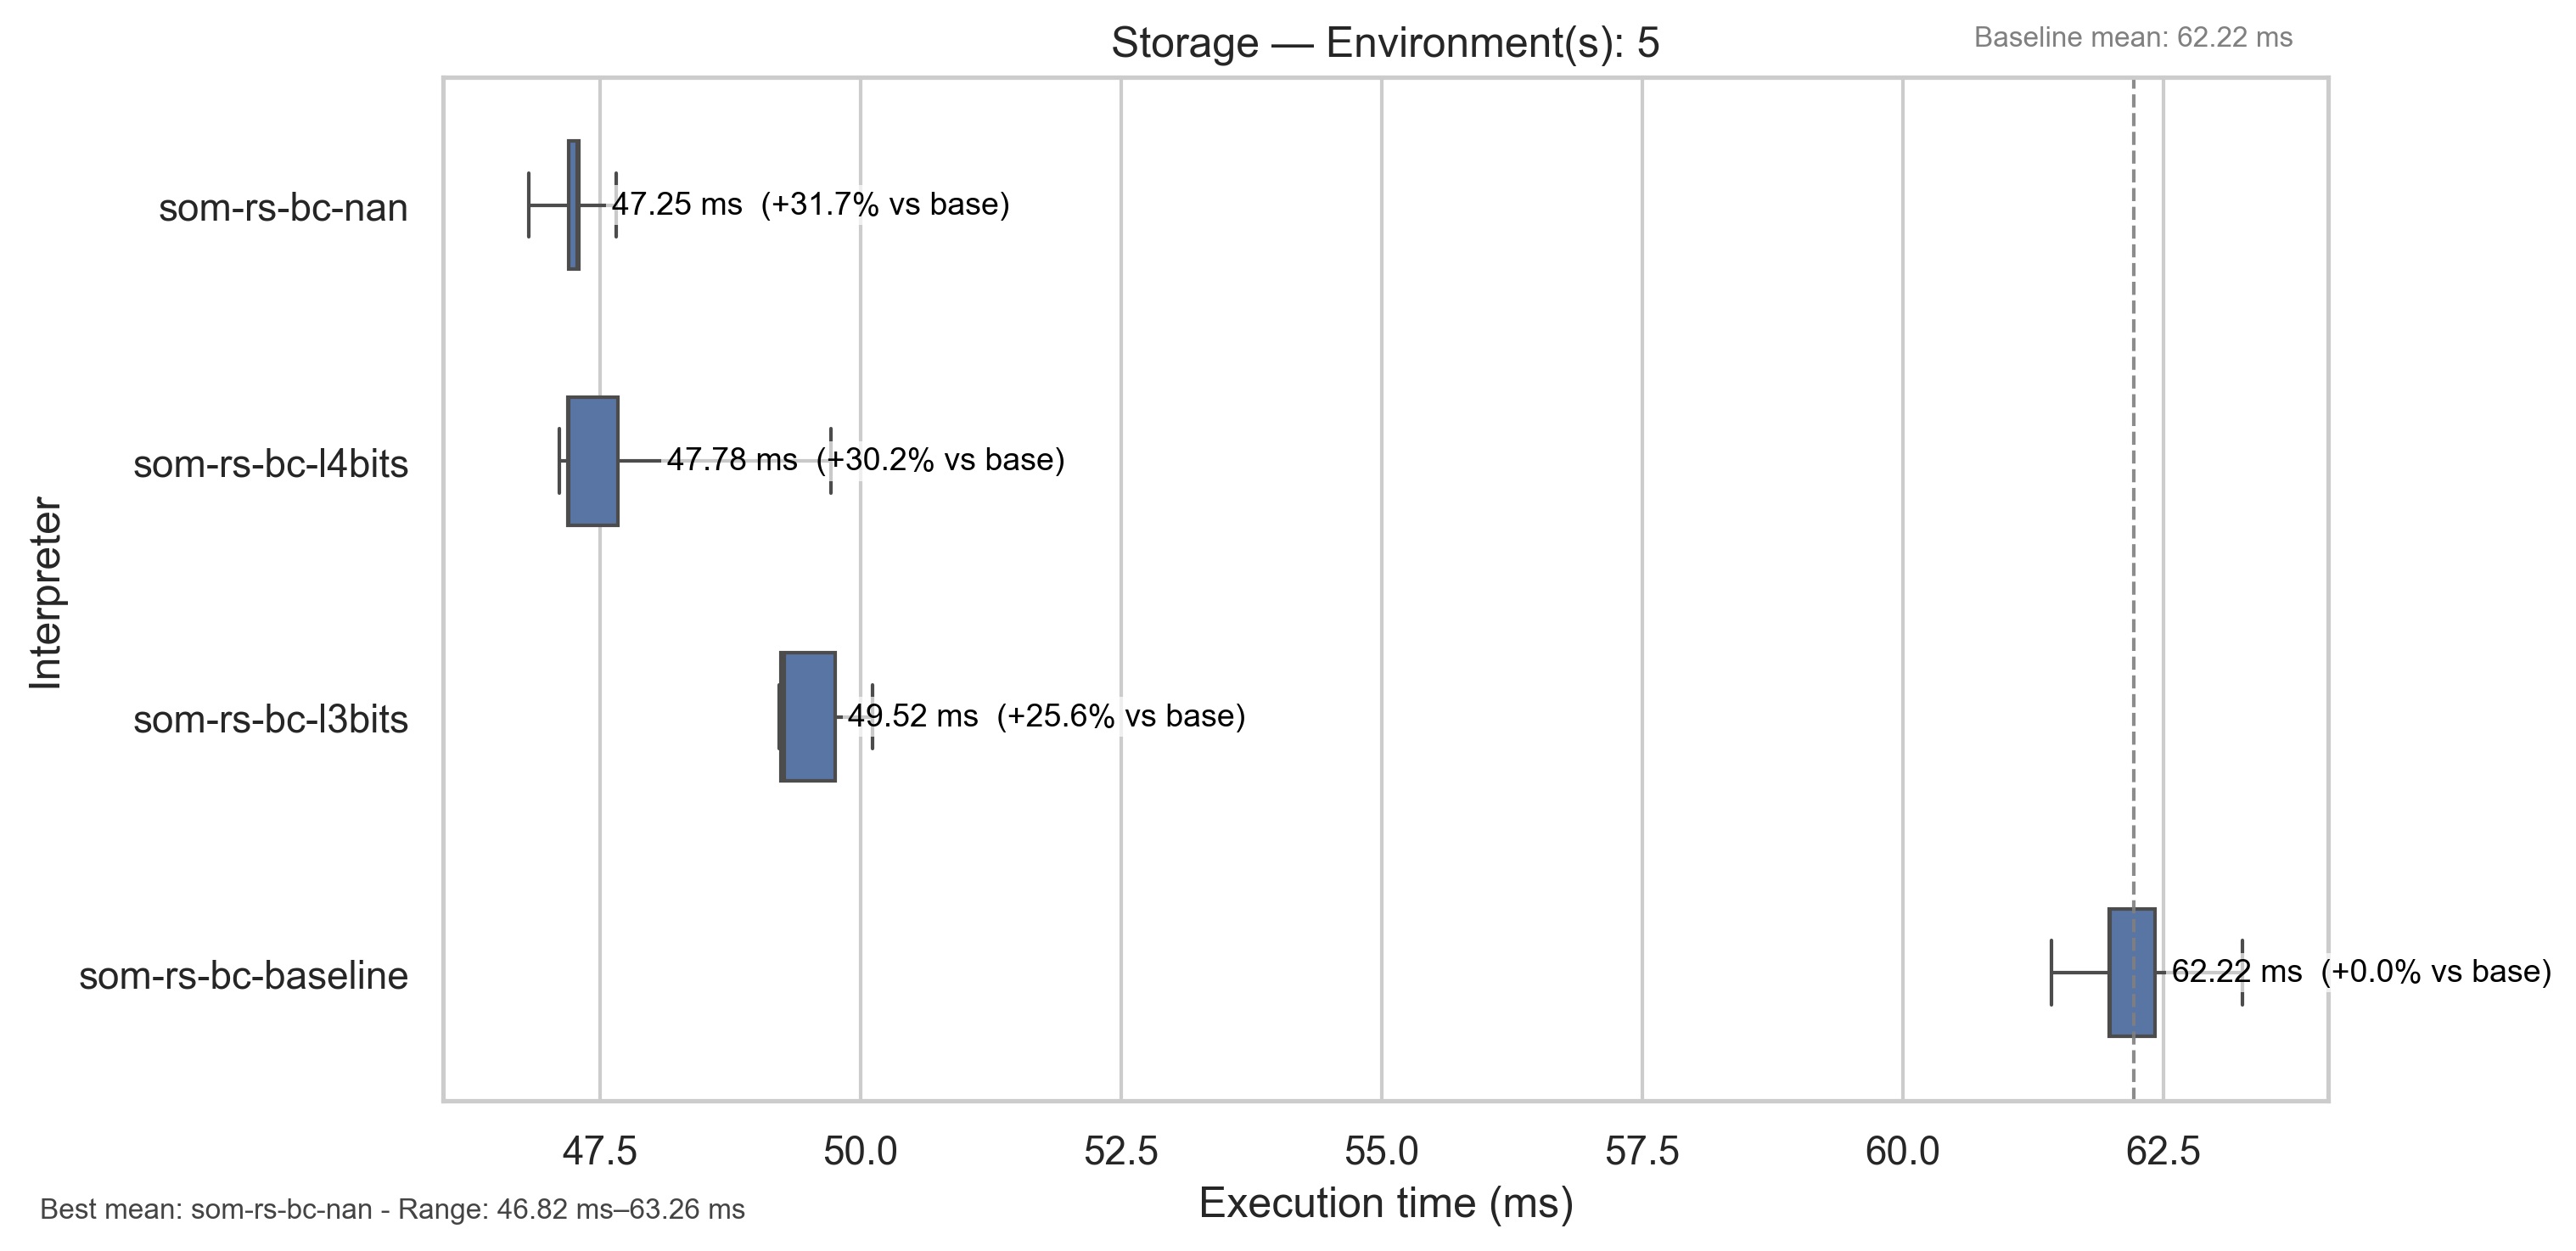 Storage — Environment(s): 5
Baseline mean: 62.22 ms
Interpreter
som-rs-bc-nan
47.25 ms (+31.7% vs base)
som-rs-bc-l4bits
47.78 ms (+30.2% vs base)
som-rs-bc-l3bits
49.52 ms (+25.6% vs base)
som-rs-bc-baseline
62.22 ms (+0.0% vs base)
47.5 50.0 52.5 55.0 57.5 60.0 62.5
Execution time (ms)
Best mean: som-rs-bc-nan - Range: 46.82 ms–63.26 ms